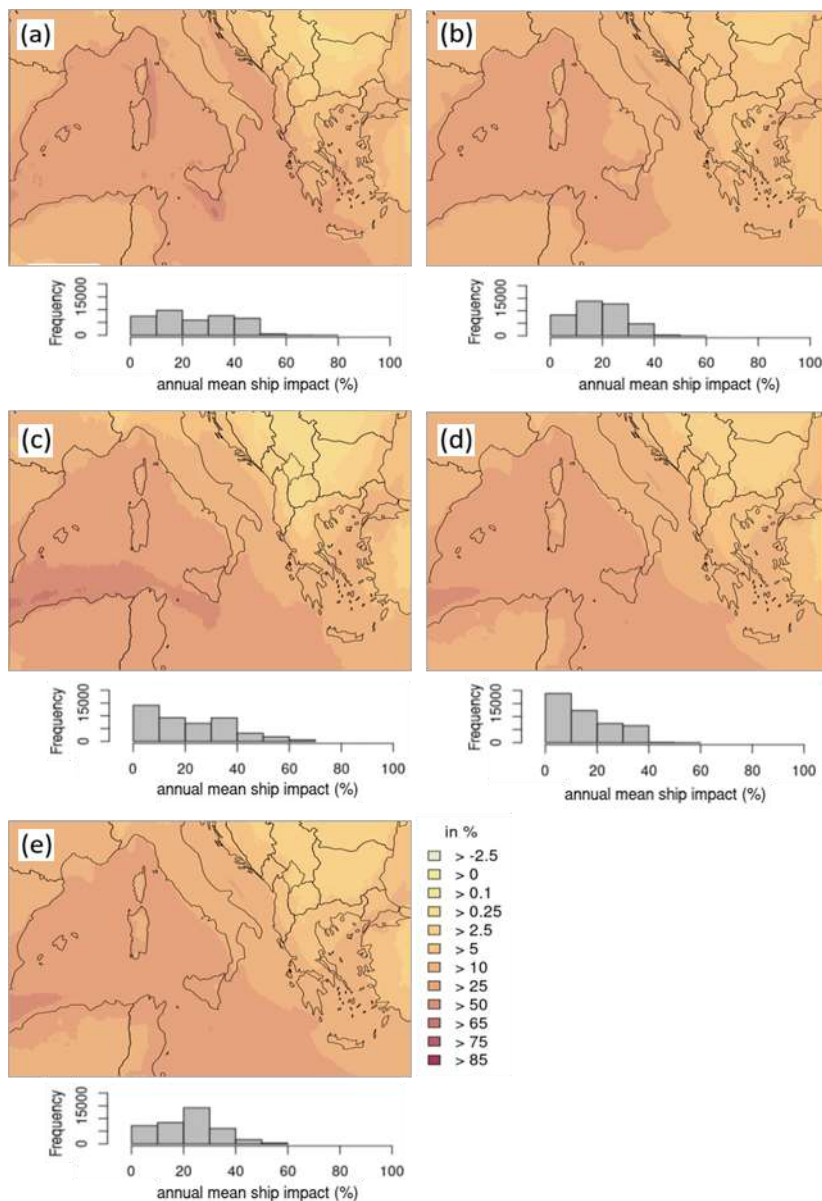 (a)
(b)
Frequency
0 15000
0 20 40 60 80 100
annual mean ship impact (%)
Frequency
0 15000
0 20 40 60 80 100
annual mean ship impact (%)
(c)
(d)
Frequency
0 15000
0 20 40 60 80 100
annual mean ship impact (%)
Frequency
0 15000
0 20 40 60 80 100
annual mean ship impact (%)
(e)
in %
> -2.5
> 0
> 0.1
> 0.25
> 2.5
> 5
> 10
> 25
> 50
> 65
> 75
> 85
Frequency
0 15000
0 20 40 60 80 100
annual mean ship impact (%)